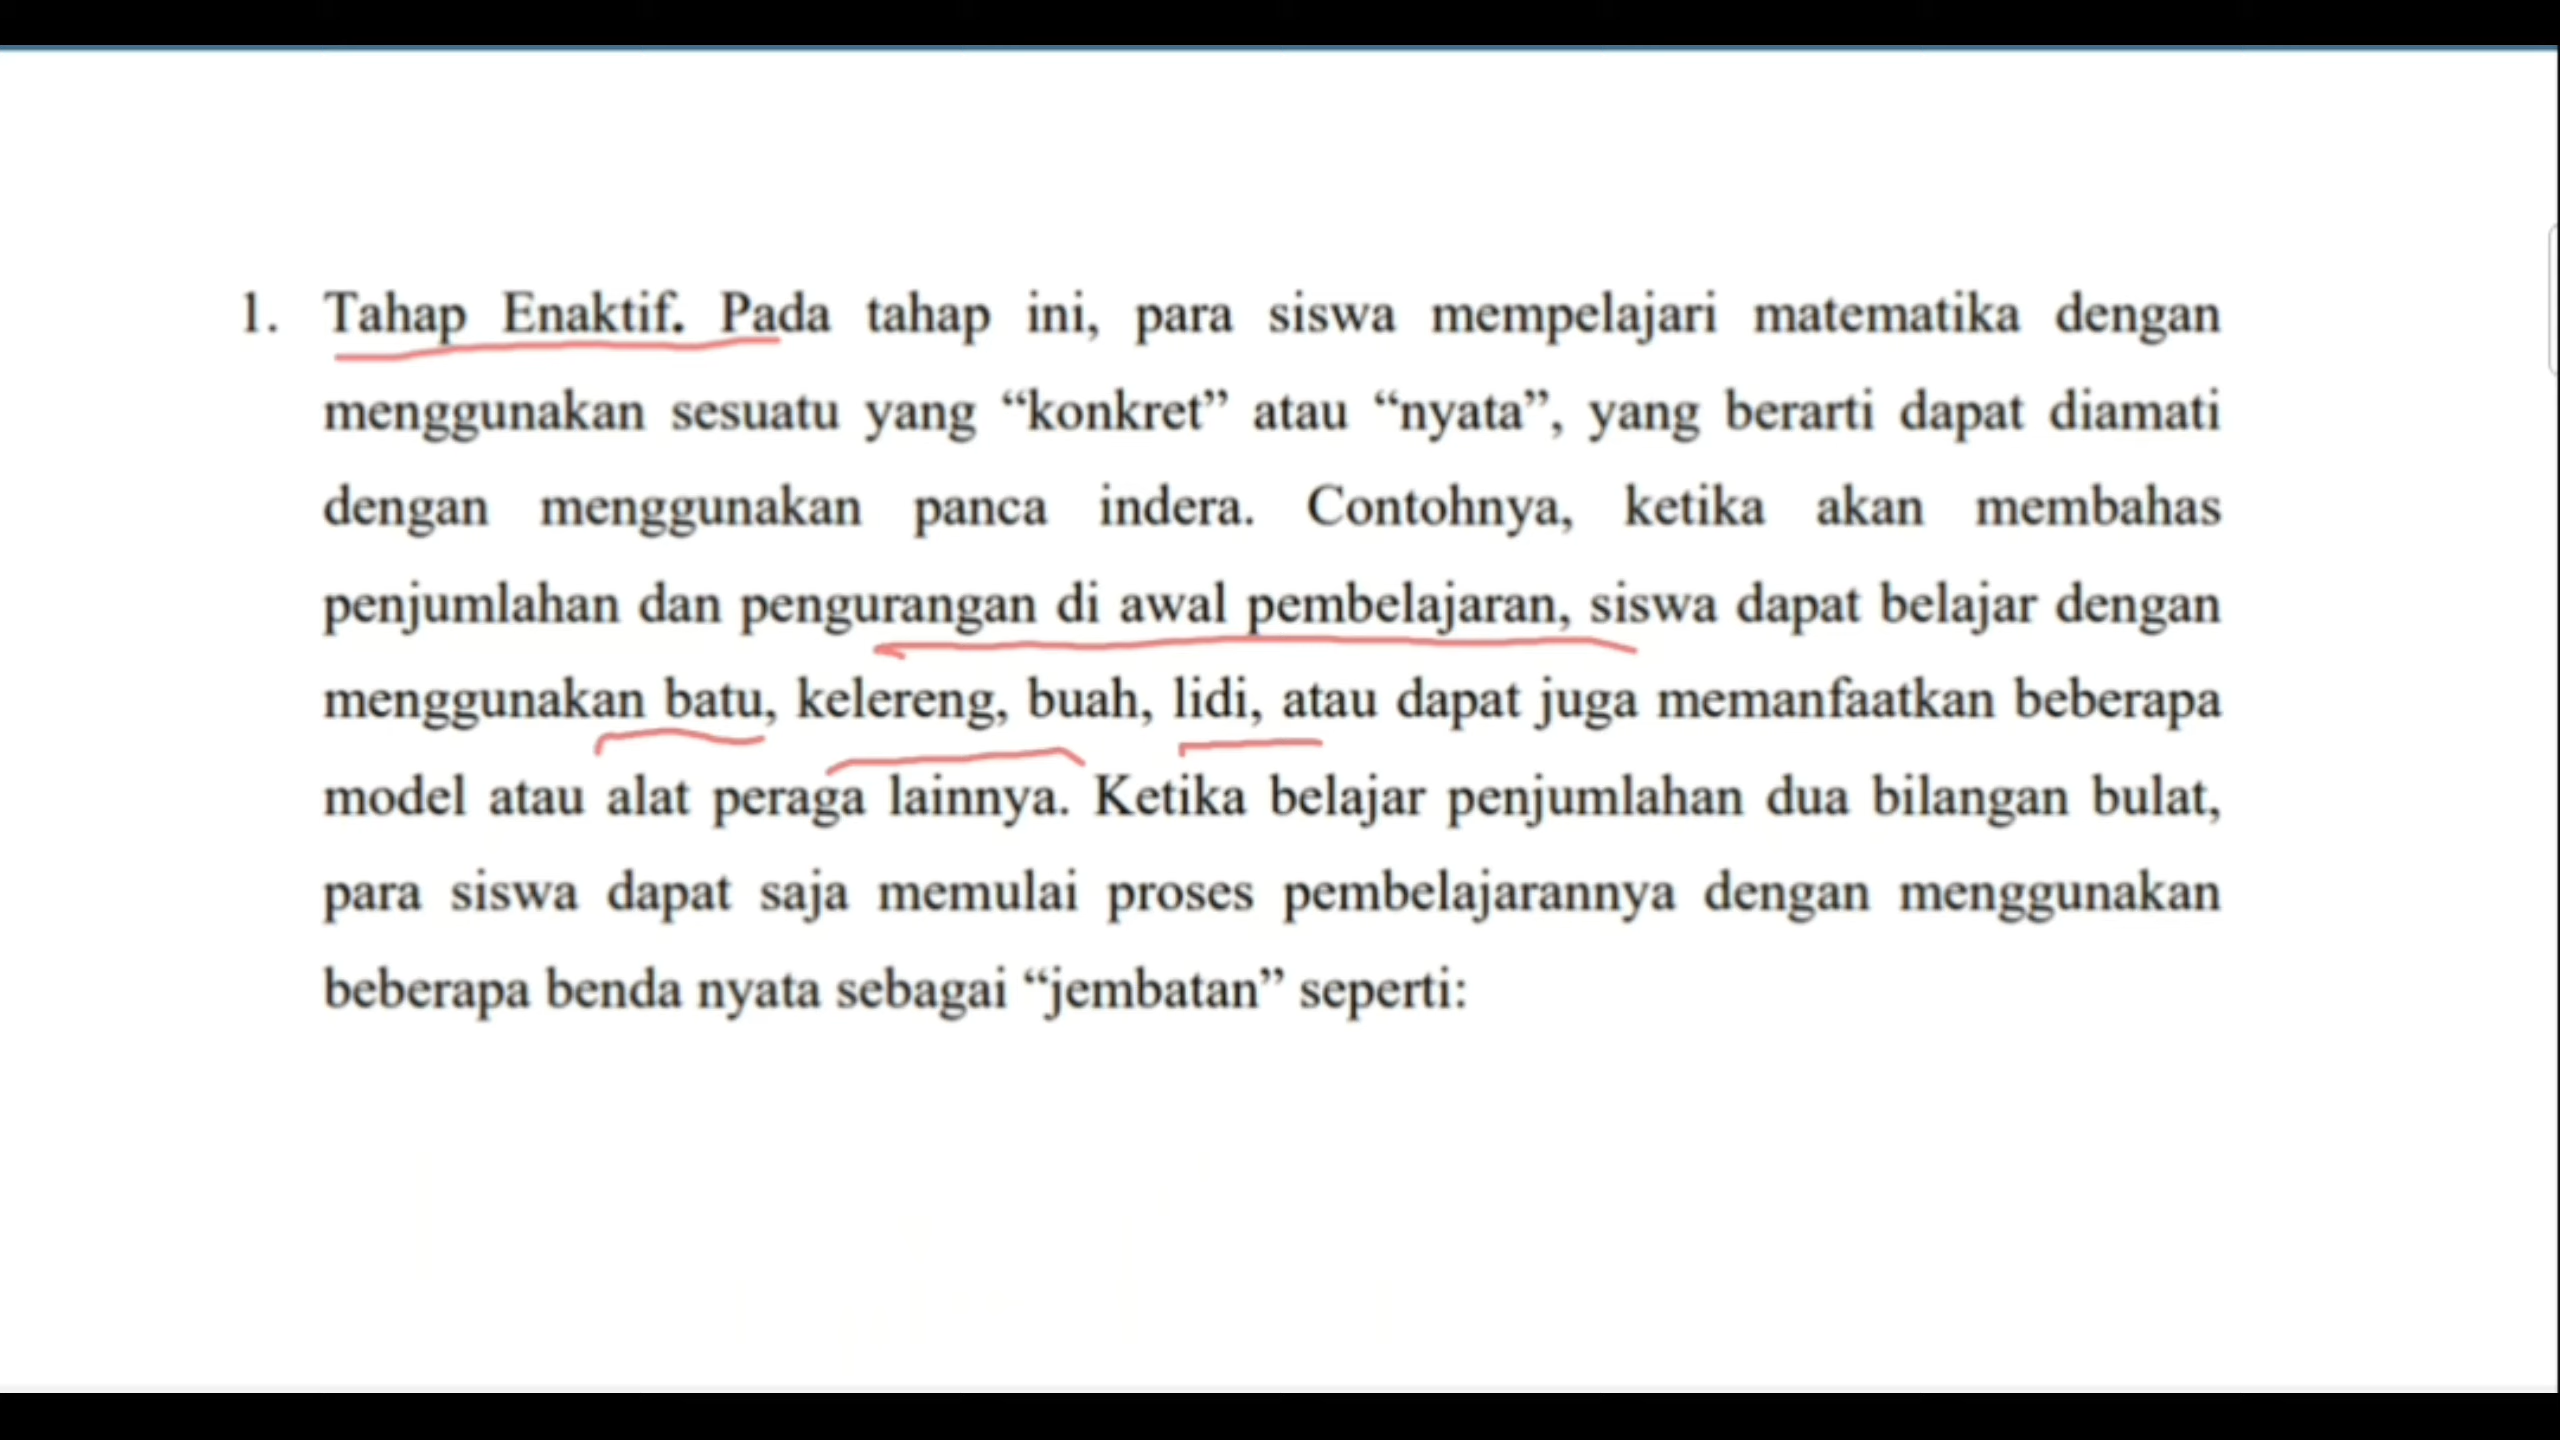 1. Tahap Enaktif. Pada tahap ini, para siswa mempelajari matematika dengan
menggunakan sesuatu yang “konkret” atau “nyata”, yang berarti dapat diamati
dengan menggunakan panca indera. Contohnya, ketika akan membahas
penjumlahan dan pengurangan di awal pembelajaran, siswa dapat belajar dengan
menggunakan batu, kelereng, buah, lidi, atau dapat juga memanfaatkan beberapa
model atau alat peraga lainnya. Ketika belajar penjumlahan dua bilangan bulat,
para siswa dapat saja memulai proses pembelajarannya dengan menggunakan
beberapa benda nyata sebagai “jembatan” seperti: